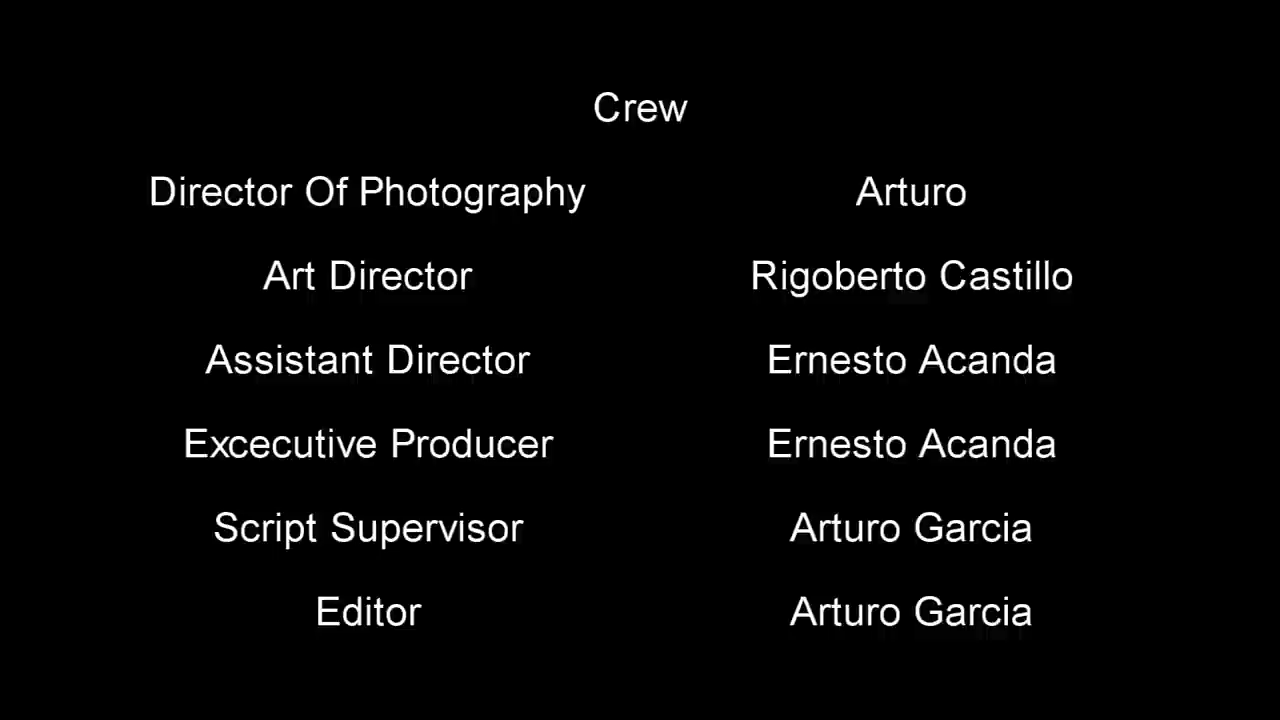 Crew
Director Of Photography Arturo
Art Director Rigoberto Castillo
Assistant Director Ernesto Acanda
Excecutive Producer Ernesto Acanda
Script Supervisor Arturo Garcia
Editor Arturo Garcia